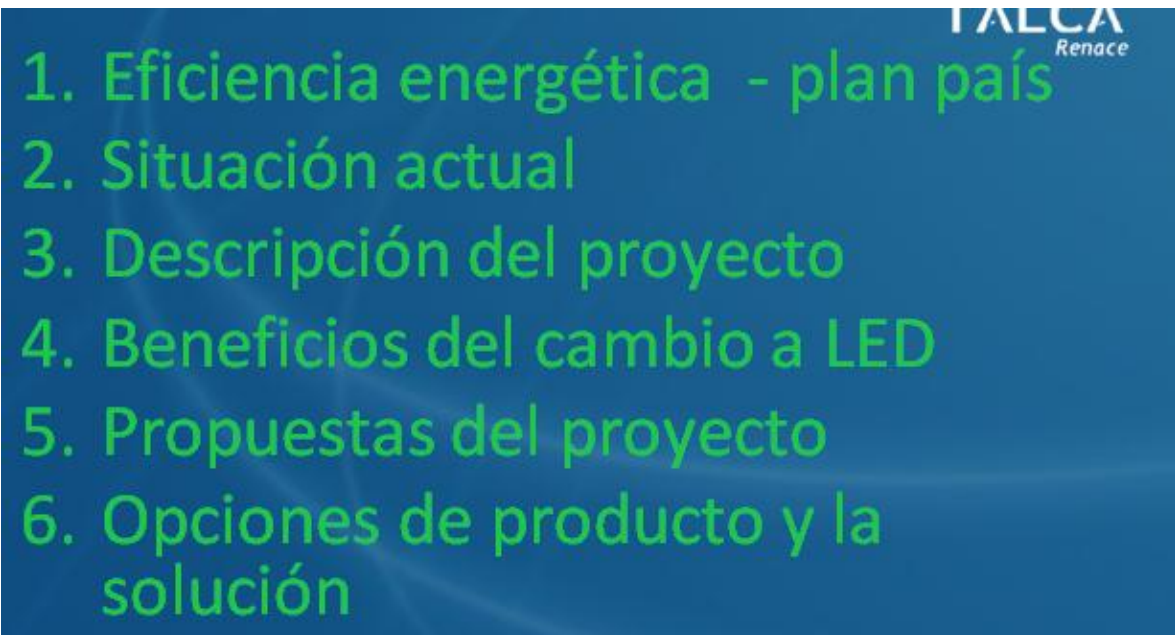 TALCA
Renace
1. Eficiencia energética - plan país
2. Situación actual
3. Descripción del proyecto
4. Beneficios del cambio a LED
5. Propuestas del proyecto
6. Opciones de producto y la
solución